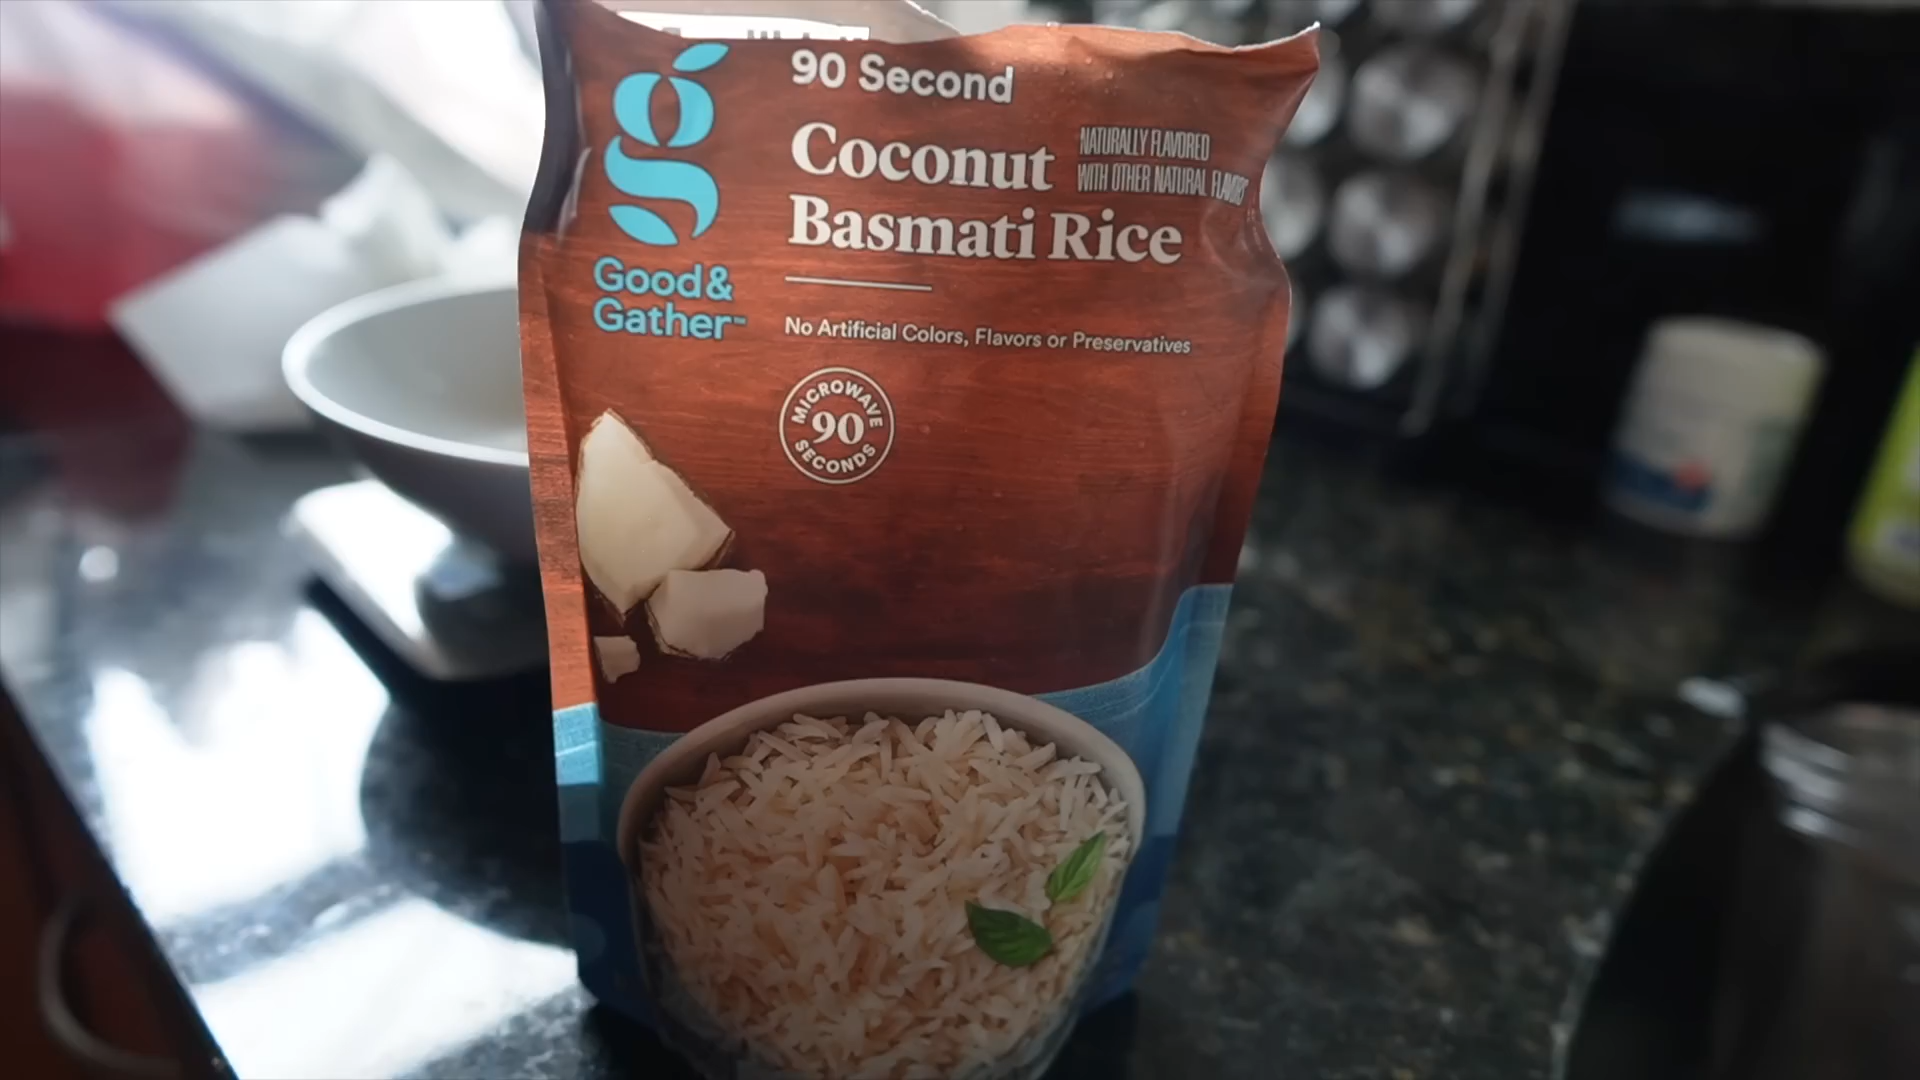 90 Second
Coconut
Basmati Rice
NATURALLY FLAVORED
WITH OTHER NATURAL FLAVORS
Good&
Gather™
No Artificial Colors, Flavors or Preservatives
MICROWAVE
90
SECONDS